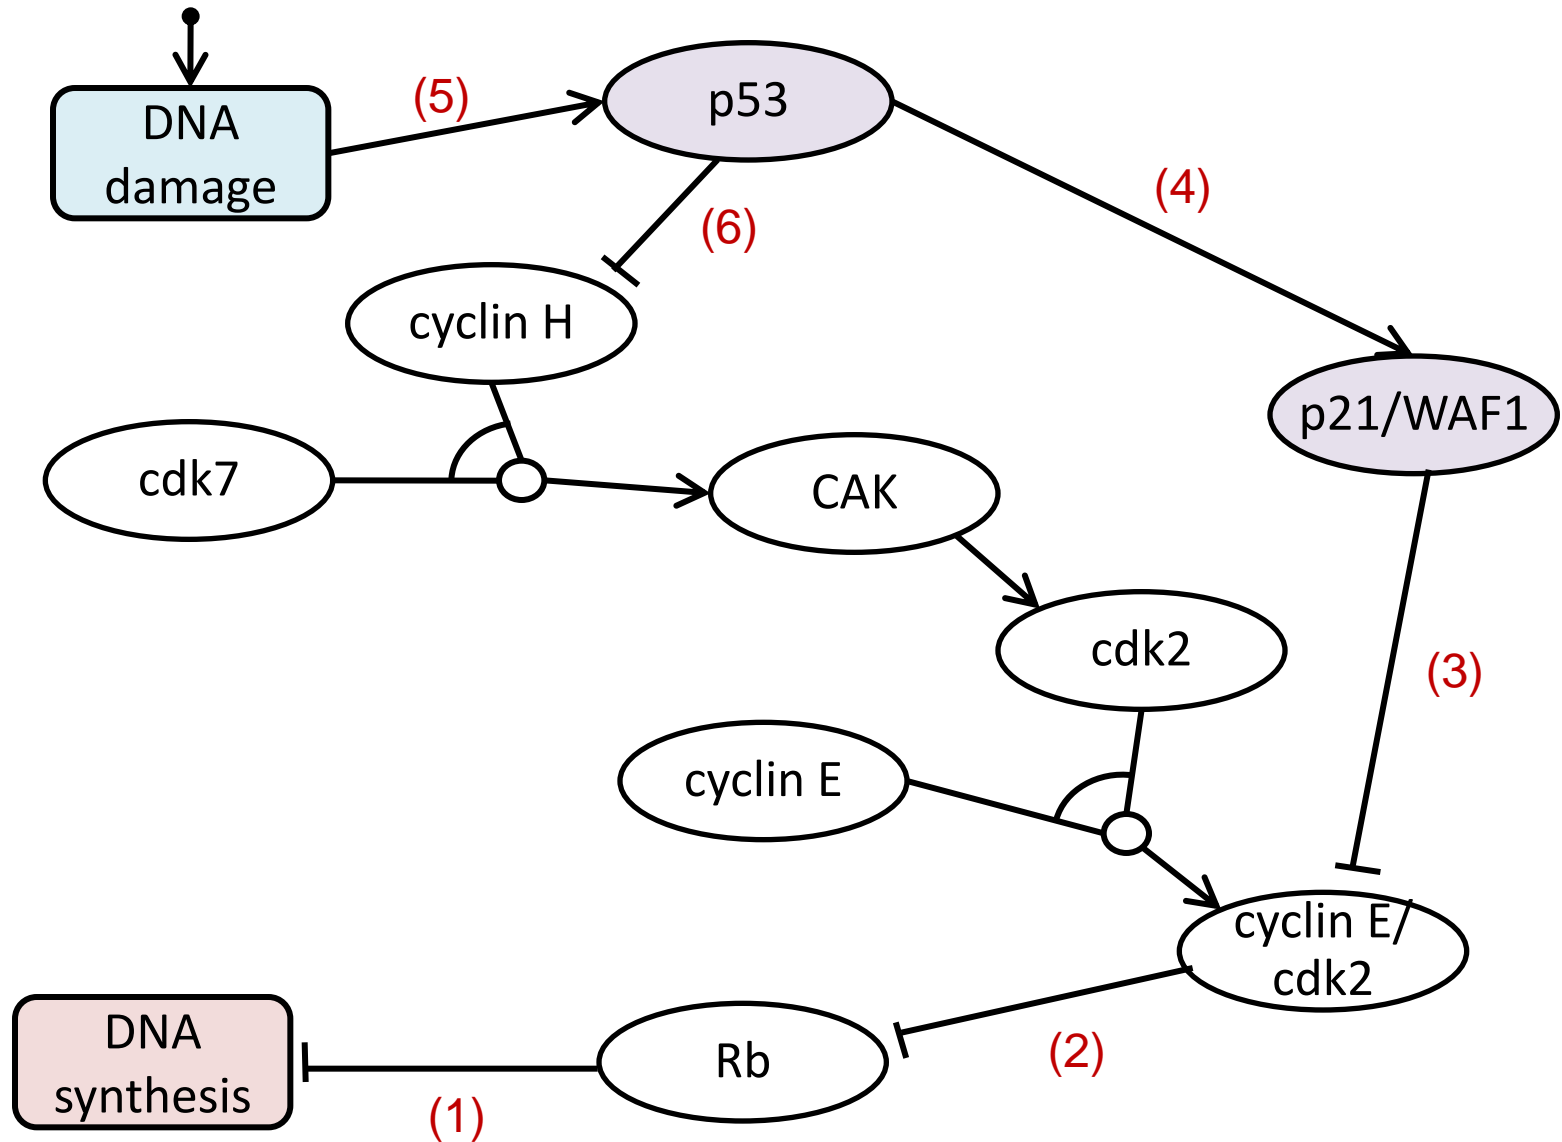 DNA
damage
(5)
p53
(4)
(6)
cyclin H
p21/WAF1
cdk7
CAK
cdk2
(3)
cyclin E
cyclin E/
cdk2
DNA
synthesis
(1)
Rb
(2)